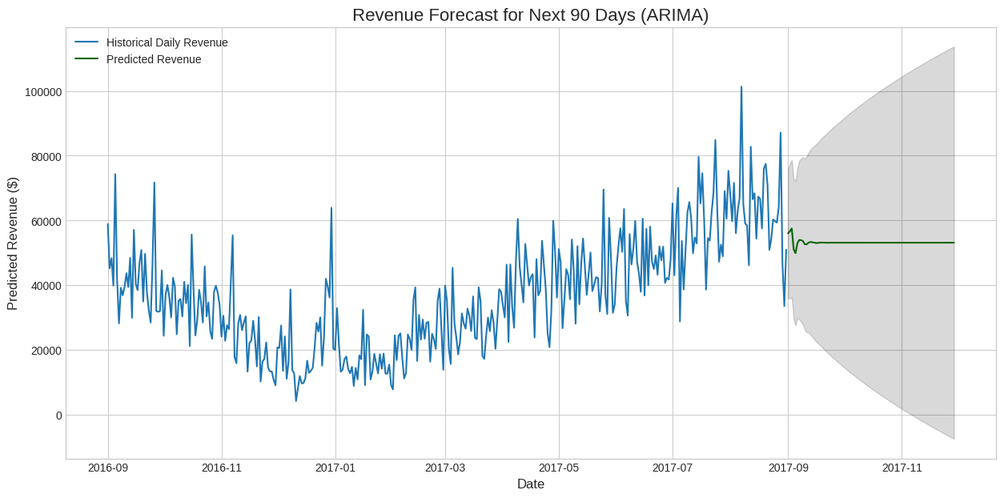 Revenue Forecast for Next 90 Days (ARIMA)
Historical Daily Revenue
Predicted Revenue
Predicted Revenue ($)
100000
80000
60000
40000
20000
0
2016-09
2016-11
2017-01
2017-03
2017-05
2017-07
2017-09
2017-11
Date